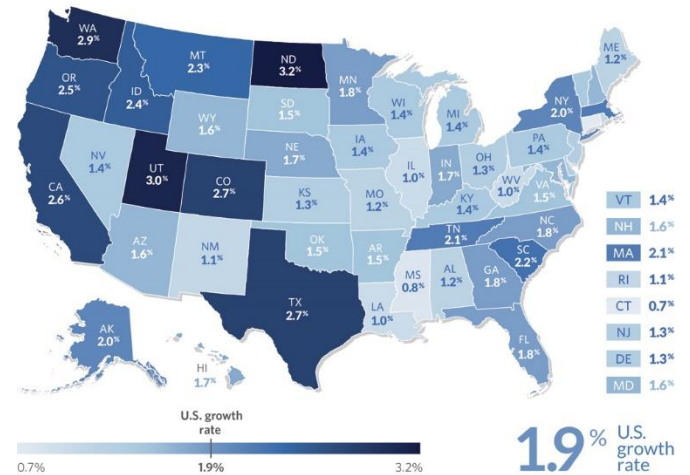 WA
2.9%
OR
2.5%
ID
2.4%
MT
2.3%
ND
3.2%
MN
1.8%
SD
1.5%
WY
1.6%
WI
1.4%
MI
1.4%
NY
2.0%
ME
1.2%
NV
1.4%
UT
3.0%
CO
2.7%
NE
1.7%
IA
1.4%
IL
1.0%
IN
1.7%
OH
1.3%
PA
1.4%
CA
2.6%
KS
1.3%
MO
1.2%
KY
1.4%
WV
1.0%
VA
1.5%
AZ
1.6%
NM
1.1%
OK
1.5%
AR
1.5%
TN
2.1%
NC
1.8%
SC
2.2%
MS
0.8%
AL
1.2%
GA
1.8%
TX
2.7%
LA
1.0%
FL
1.8%
AK
2.0%
HI
1.7%
VT 1.4%
NH 1.6%
MA 2.1%
RI 1.1%
CT 0.7%
NJ 1.3%
DE 1.3%
MD 1.6%
U.S. growth
rate
0.7% 1.9% 3.2%
1.9% U.S.
growth
rate